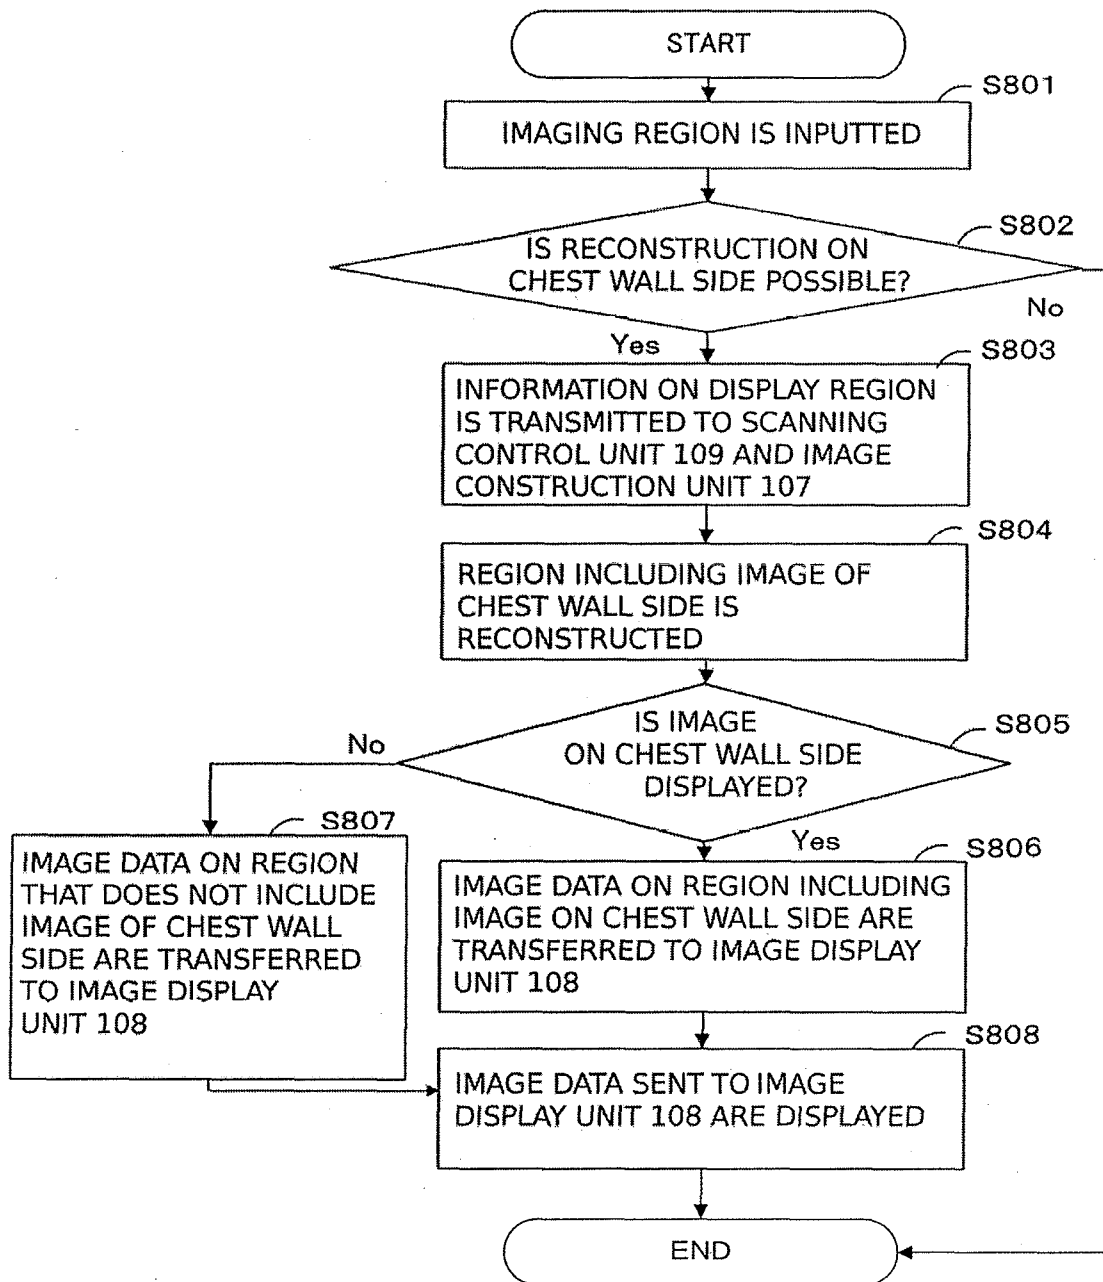 START
S801
IMAGING REGION IS INPUTTED
S802
IS RECONSTRUCTION ON
CHEST WALL SIDE POSSIBLE?
No
Yes
S803
INFORMATION ON DISPLAY REGION
IS TRANSMITTED TO SCANNING
CONTROL UNIT 109 AND IMAGE
CONSTRUCTION UNIT 107
S804
REGION INCLUDING IMAGE OF
CHEST WALL SIDE IS
RECONSTRUCTED
S805
IS IMAGE
ON CHEST WALL SIDE
DISPLAYED?
No
Yes
S807
IMAGE DATA ON REGION
THAT DOES NOT INCLUDE
IMAGE OF CHEST WALL
SIDE ARE TRANSFERRED
TO IMAGE DISPLAY
UNIT 108
S806
IMAGE DATA ON REGION INCLUDING
IMAGE ON CHEST WALL SIDE ARE
TRANSFERRED TO IMAGE DISPLAY
UNIT 108
S808
IMAGE DATA SENT TO IMAGE
DISPLAY UNIT 108 ARE DISPLAYED
END